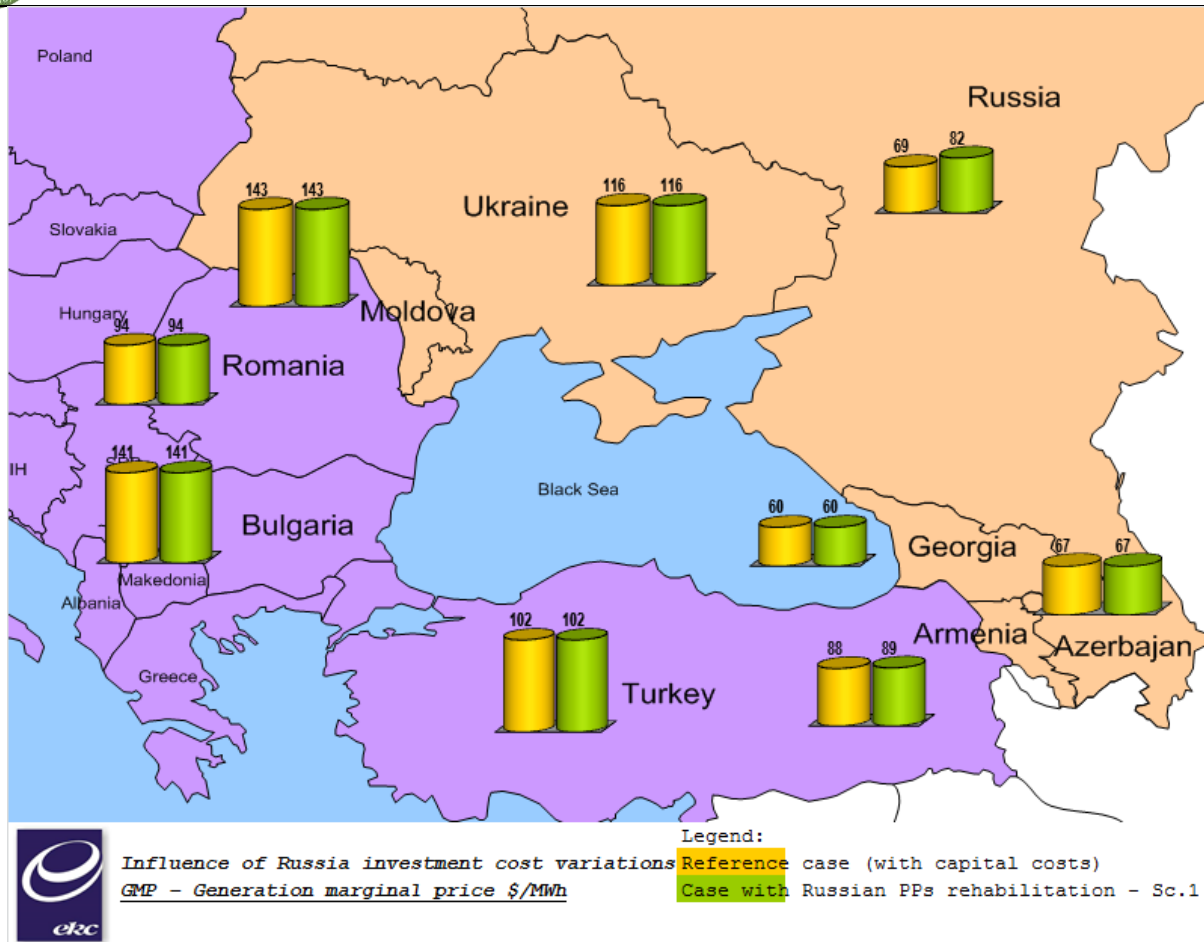 Poland
Russia
69 82
Slovakia
143 143
Ukraine
116 116
Hungary
94 94
Moldova
Romania
IH
141 141
Bulgaria
Black Sea
60 60
Georgia
67 67
Makedonia
Albania
Armenia
Azerbajan
Greece
102 102
Turkey
88 89
Legend:
Influence of Russia investment cost variations
Reference case (with capital costs)
GMP – Generation marginal price $/MWh
Case with Russian PPs rehabilitation – Sc.1
ekc